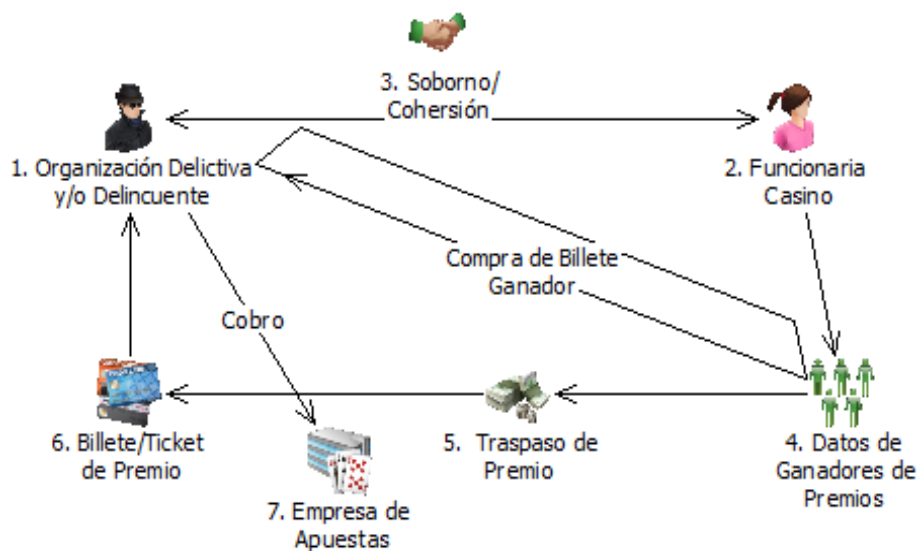 3. Soborno/
Cohersión
1. Organización Delictiva
y/o Delincuente
2. Funcionaria
Casino
Compra de Billete
Ganador
Cobro
6. Billete/Ticket
de Premio
5. Traspaso de
Premio
4. Datos de
Ganadores de
Premios
7. Empresa de
Apuestas